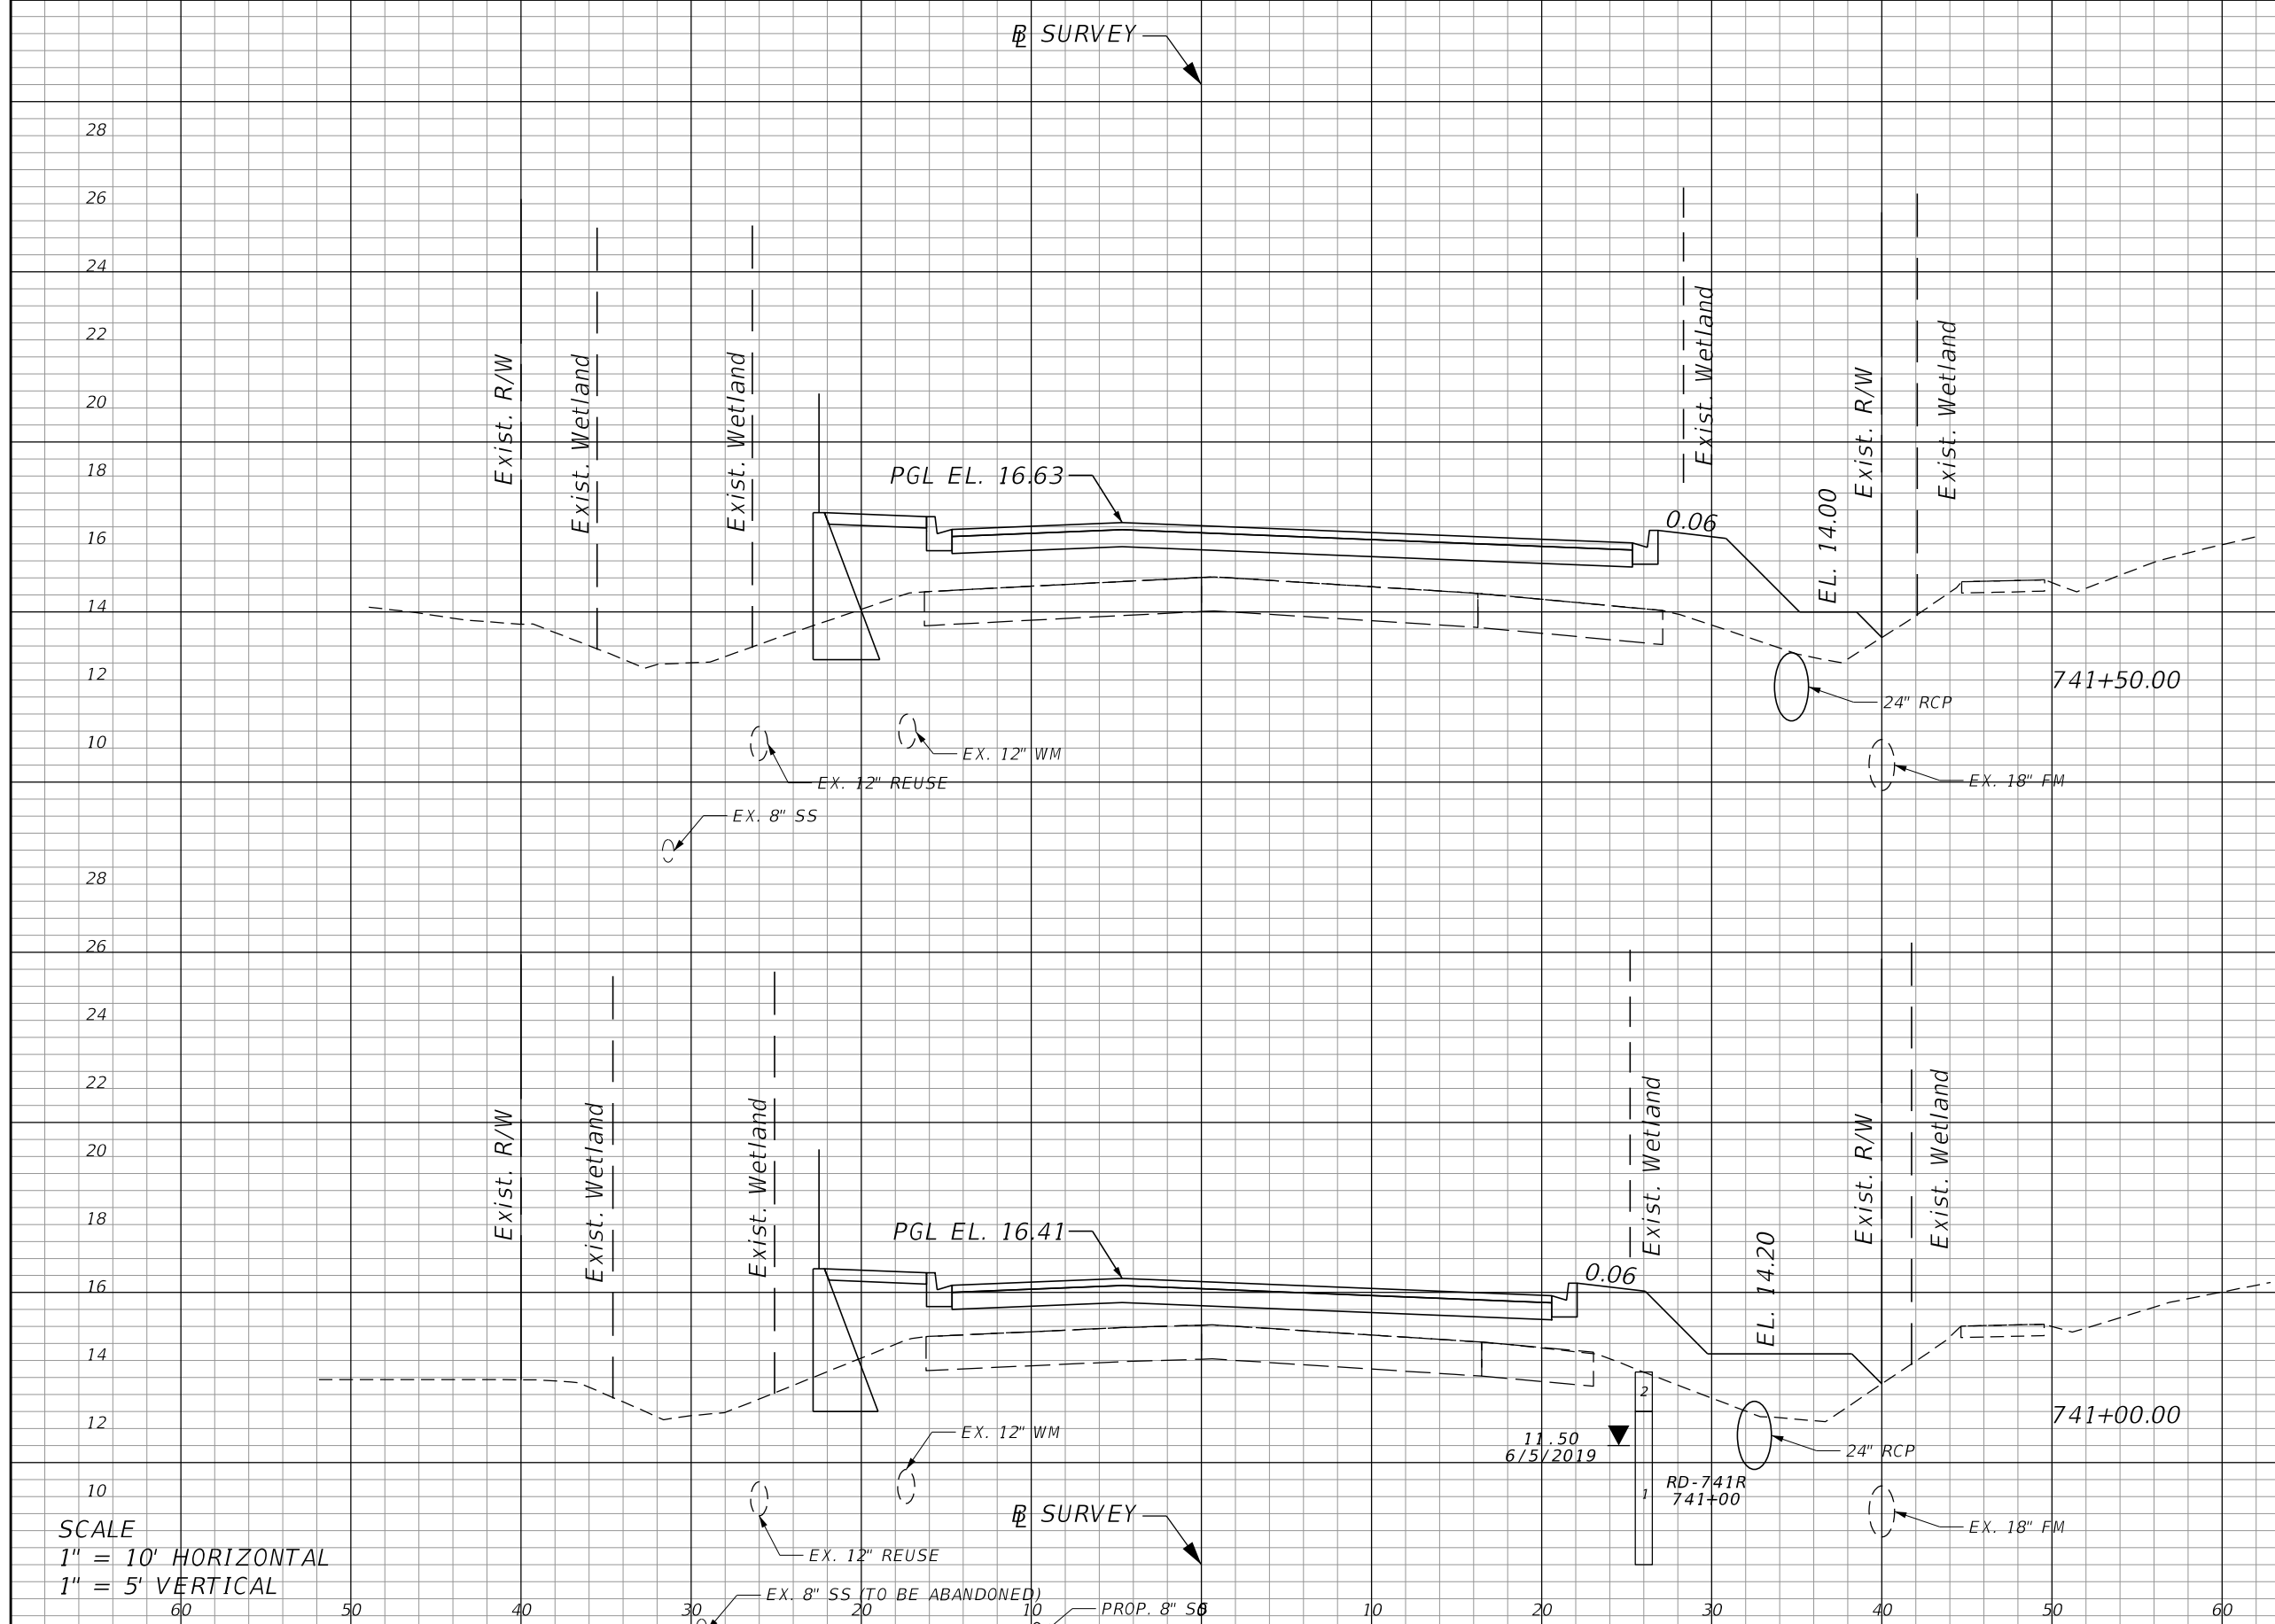 ℄ SURVEY
28
26
24
22
20
18
16
14
12
10
Exist. R/W
Exist. Wetland
Exist. Wetland
Exist. Wetland
Exist. R/W
Exist. Wetland
PGL EL. 16.63
0.06
EL. 14.00
741+50.00
24" RCP
EX. 12" WM
EX. 12" REUSE
EX. 18" FM
EX. 8" SS
28
26
24
22
20
18
16
14
12
10
Exist. R/W
Exist. Wetland
Exist. Wetland
Exist. Wetland
Exist. R/W
Exist. Wetland
PGL EL. 16.41
0.06
EL. 14.20
2
741+00.00
EX. 12" WM
11.50
6/5/2019
24" RCP
RD-741R
741+00
1
℄ SURVEY
EX. 18" FM
EX. 12" REUSE
SCALE
1" = 10' HORIZONTAL
1" = 5' VERTICAL
EX. 8" SS (TO BE ABANDONED)
PROP. 8" SS
60 50 40 30 20 10 10 20 30 40 50 60